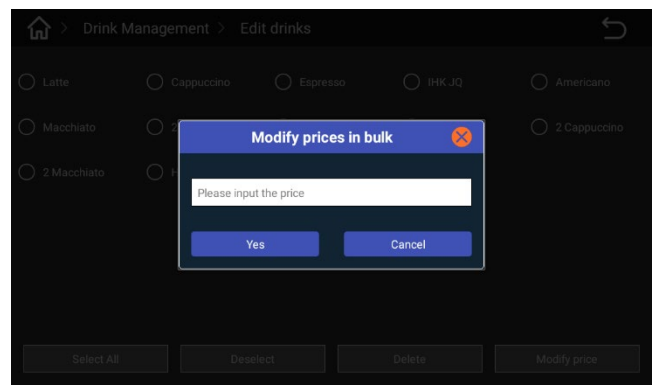 > Drink Management > Edit drinks
Latte Cappuccino Espresso IHK JQ Americano
Macchiato 2 2 Cappuccino
2 Macchiato H
Modify prices in bulk
Please input the price
Yes Cancel
Select All Deselect Delete Modify price